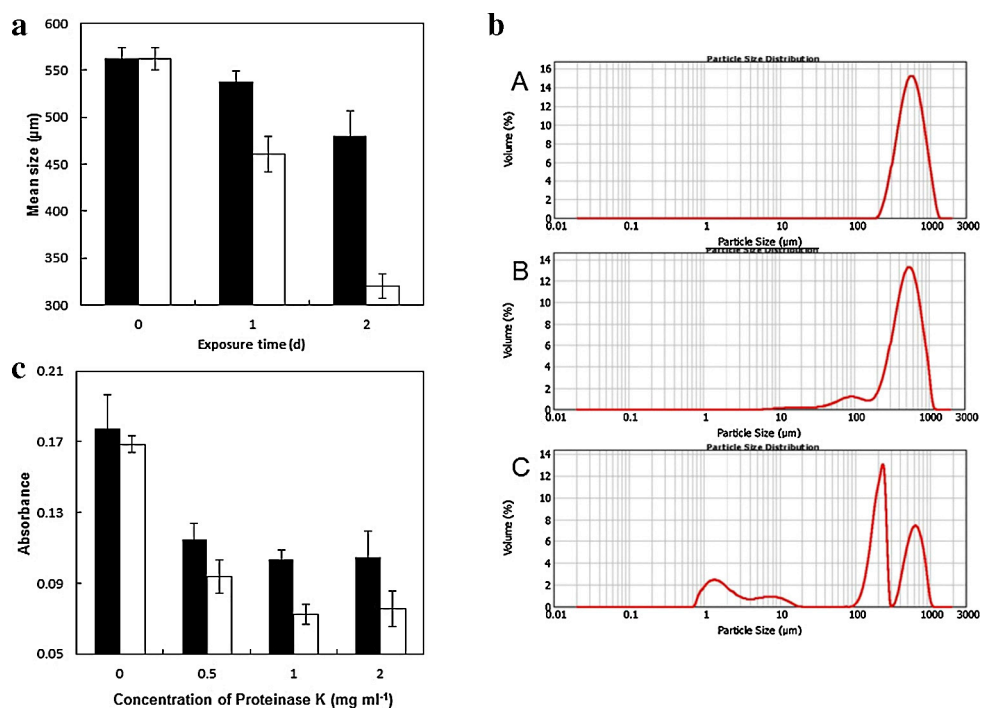 a
600
550
500
450
400
350
300
Mean size (µm)
0 1 2
Exposure time (d)
b
A
Particle Size Distribution
16
14
12
10
8
6
4
2
0
Volume (%)
0.01 0.1 1 10 100 1000 3000
Particle Size (µm)
B
Particle Size Distribution
14
12
10
8
6
4
2
0
Volume (%)
0.01 0.1 1 10 100 1000 3000
Particle Size (µm)
C
Particle Size Distribution
14
12
10
8
6
4
2
0
Volume (%)
0.01 0.1 1 10 100 1000 3000
Particle Size (µm)
c
0.21
0.17
0.13
0.09
0.05
Absorbance
0 0.5 1 2
Concentration of Proteinase K (mg ml-1)